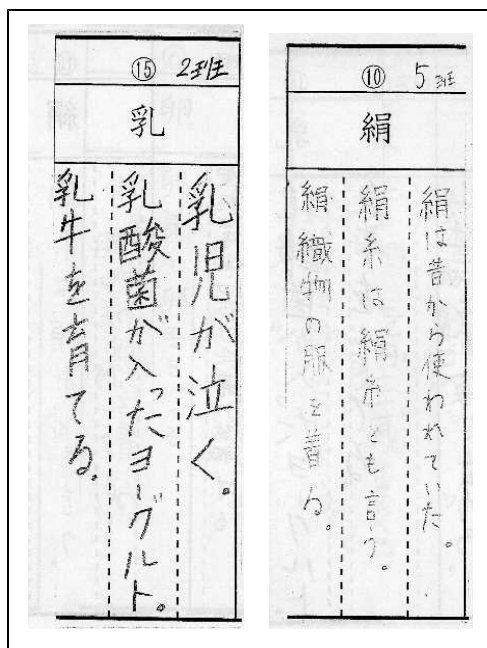 ⑮ 2班
乳
乳児が泣く。
乳酸菌が入ったヨーグルト。
乳牛を育てる。
⑩ 5班
絹
絹は昔から使われていた。
絹糸は絹糸とも言う。
絹織物の服を着る。